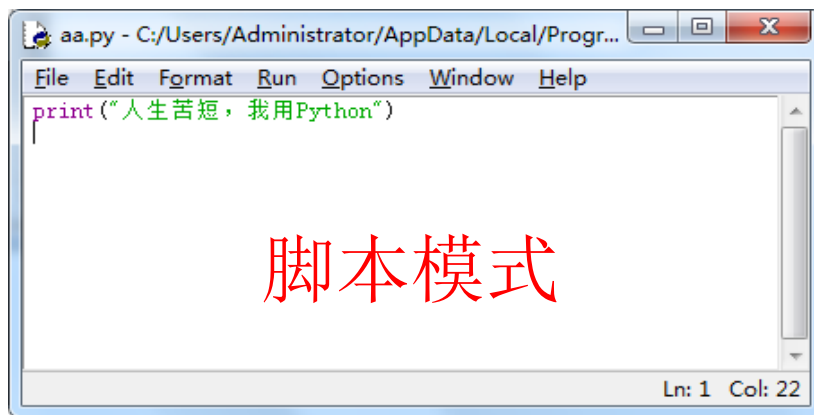 aa.py - C:/Users/Administrator/AppData/Local/Progr...
File Edit Format Run Options Window Help
print("人生苦短，我用Python")
脚本模式
Ln: 1 Col: 22